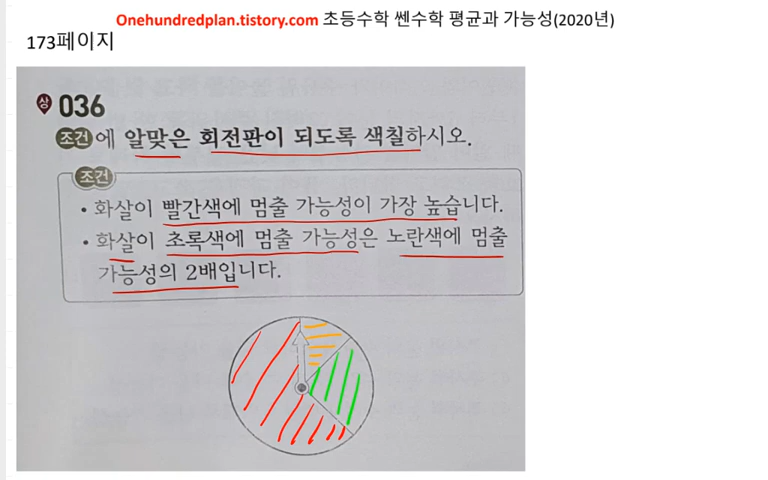 Onehundredplan.tistory.com 초등수학 쎈수학 평균과 가능성(2020년)
173페이지
상 036
조건에 알맞은 회전판이 되도록 색칠하시오.
조건
• 화살이 빨간색에 멈출 가능성이 가장 높습니다.
• 화살이 초록색에 멈출 가능성은 노란색에 멈출
가능성의 2배입니다.